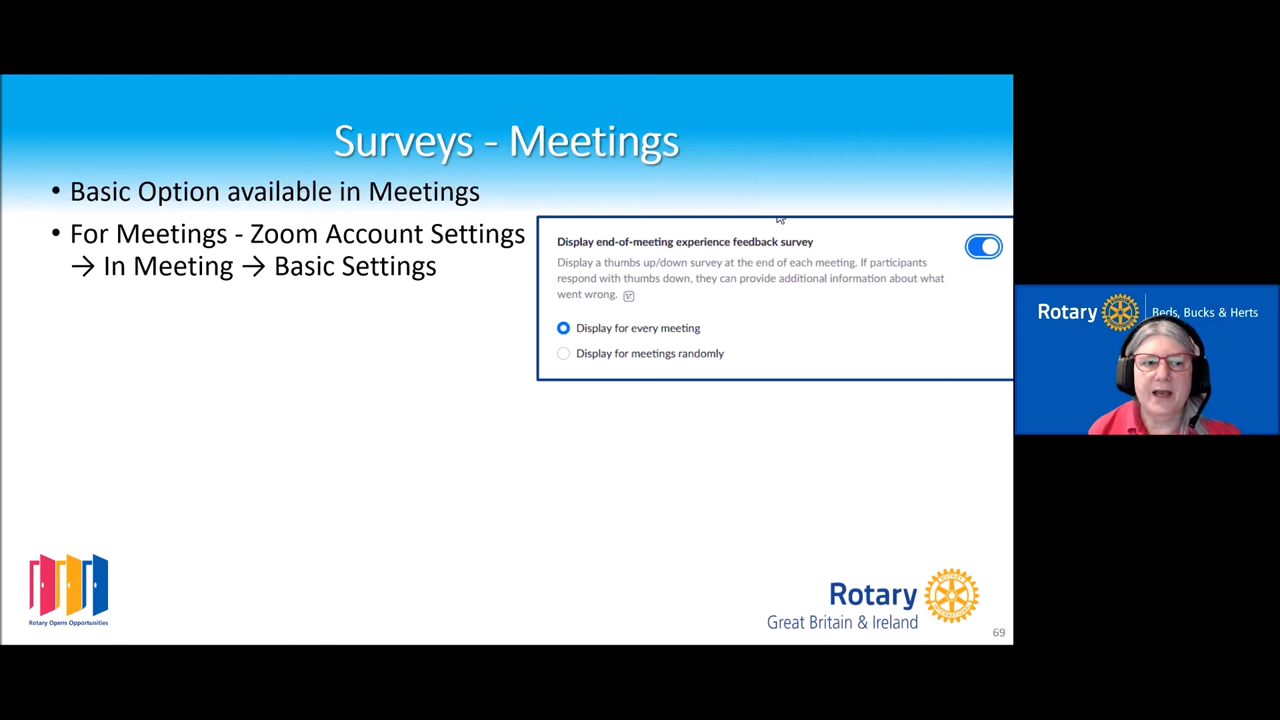 Surveys - Meetings
• Basic Option available in Meetings
• For Meetings - Zoom Account Settings
→ In Meeting → Basic Settings
Display end-of-meeting experience feedback survey
Display a thumbs up/down survey at the end of each meeting. If participants
respond with thumbs down, they can provide additional information about what
went wrong.
Display for every meeting
Display for meetings randomly
Rotary
Beds, Bucks & Herts
Rotary Opens Opportunities
Rotary
Great Britain & Ireland
69